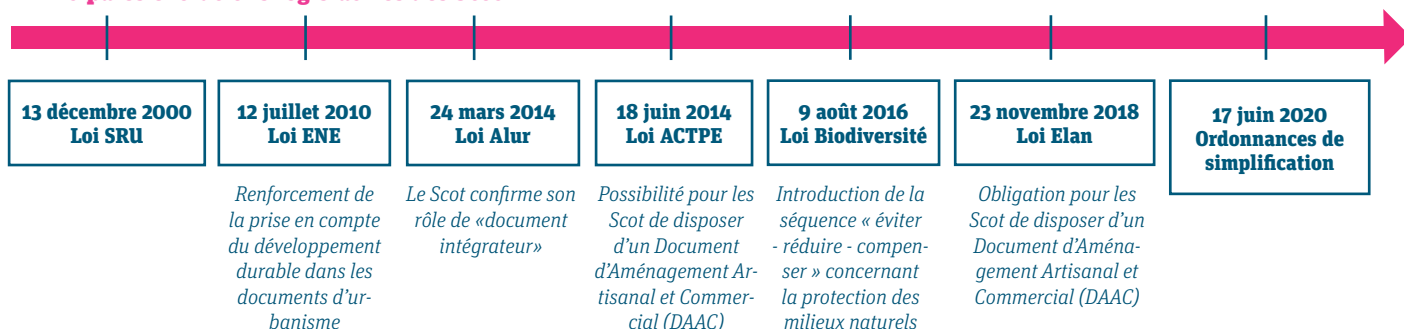 13 décembre 2000
Loi SRU
12 juillet 2010
Loi ENE
Renforcement de
la prise en compte
du développement
durable dans les
documents d'ur-
banisme
24 mars 2014
Loi Alur
Le Scot confirme son
rôle de «document
intégrateur»
18 juin 2014
Loi ACTPE
Possibilité pour les
Scot de disposer
d'un Document
d'Aménagement Ar-
tisanal et Commer-
cial (DAAC)
9 août 2016
Loi Biodiversité
Introduction de la
séquence « éviter
- réduire - compen-
ser » concernant
la protection des
milieux naturels
23 novembre 2018
Loi Elan
Obligation pour les
Scot de disposer d'un
Document d'Aména-
gement Artisanal et
Commercial (DAAC)
17 juin 2020
Ordonnances de
simplification